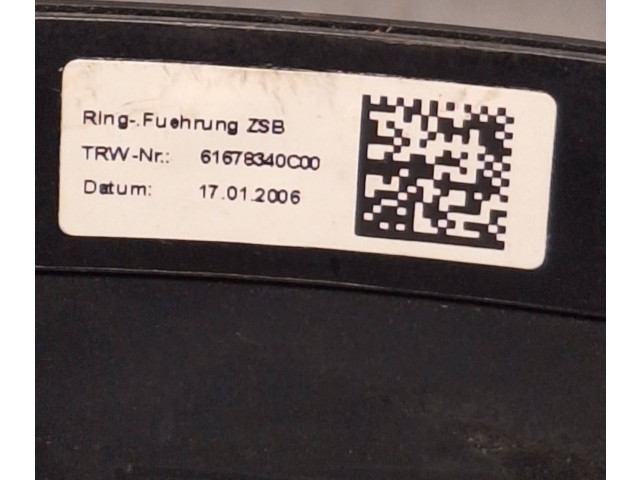 Ring-.Fuehrung ZSB
TRW-Nr.: 61678340C00
Datum: 17.01.2006